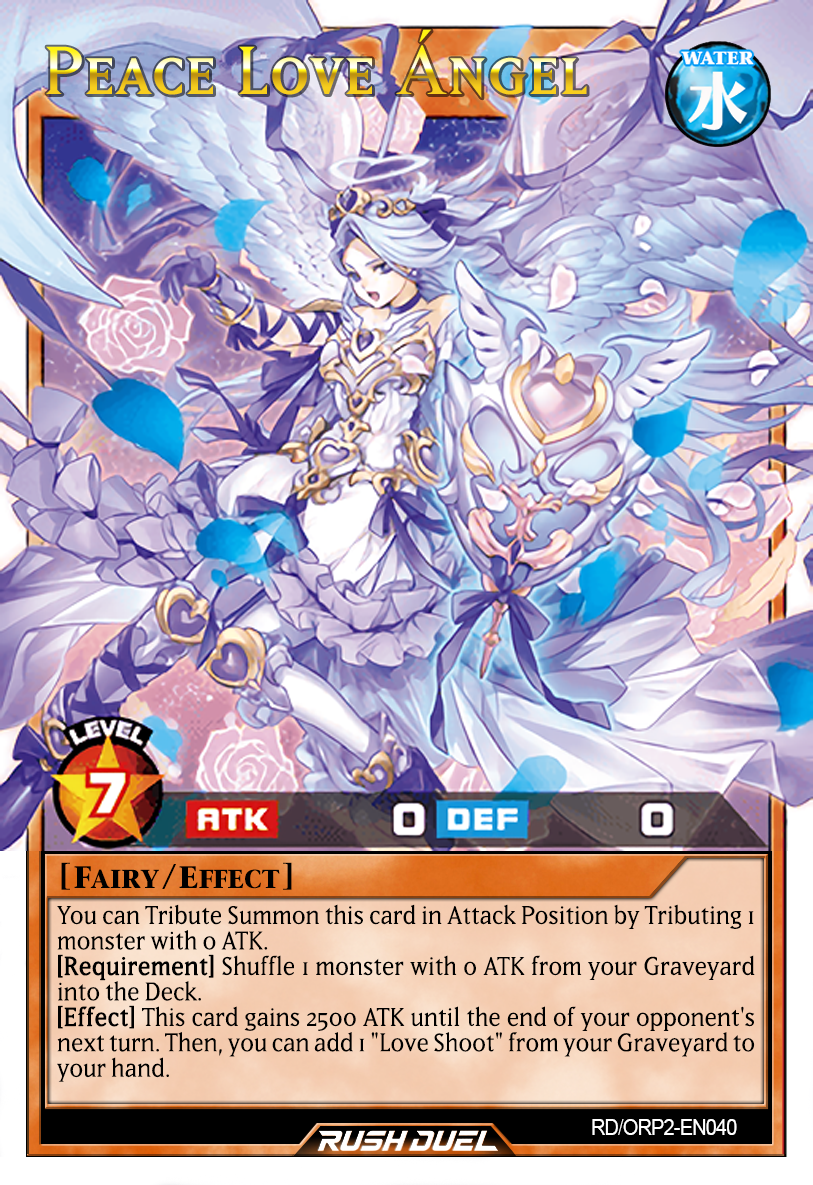 Peace Love Ángel
WATER
水
LEVEL
7
ATK 0 DEF 0
[Fairy/Effect]
You can Tribute Summon this card in Attack Position by Tributing 1
monster with 0 ATK.
[Requirement] Shuffle 1 monster with 0 ATK from your Graveyard
into the Deck.
[Effect] This card gains 2500 ATK until the end of your opponent's
next turn. Then, you can add 1 "Love Shoot" from your Graveyard to
your hand.
RD/ORP2-EN040
RUSH DUEL